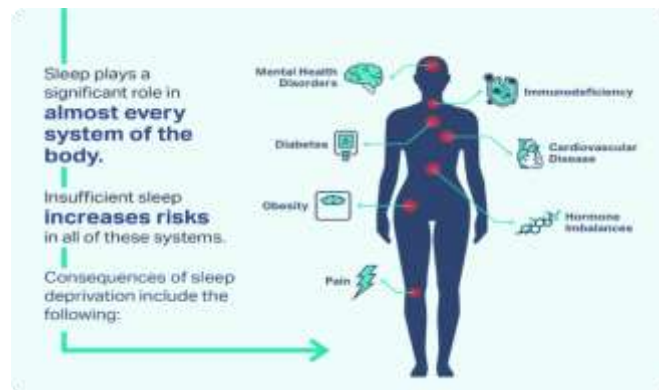 Sleep plays a
significant role in
almost every
system of the
body.
Insufficient sleep
increases risks
in all of these systems.
Consequences of sleep
deprivation include the
following:
Mental Health
Disorders
Immunodeficiency
Diabetes
Cardiovascular
Disease
Obesity
Hormone
Imbalances
Pain